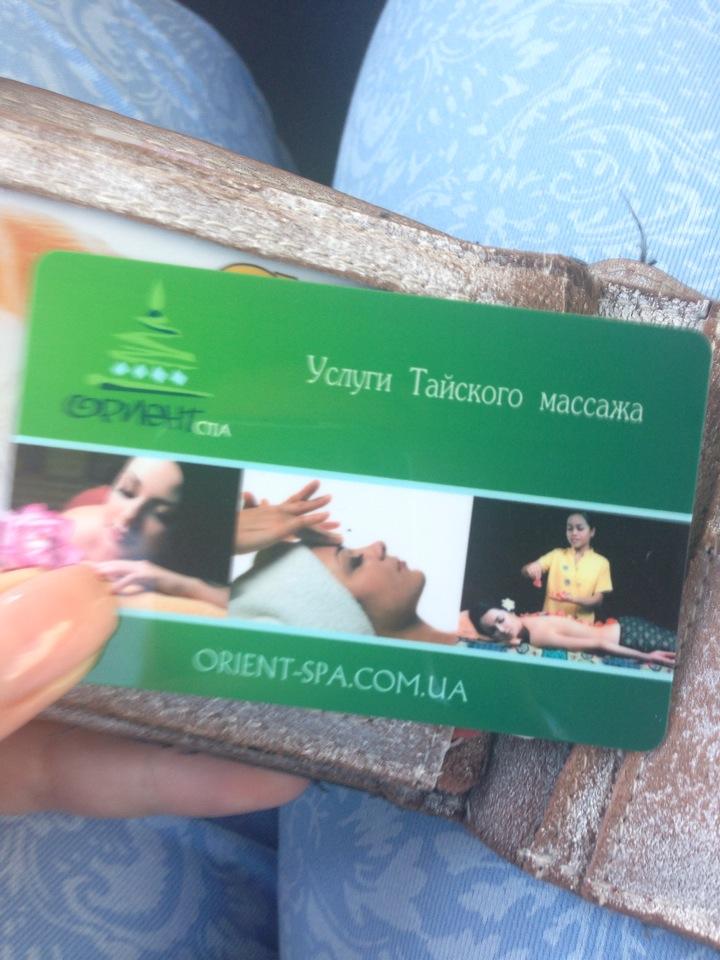 Услуги Тайского массажа
ОРИЕНТ СПА
ORIENT-SPA.COM.UA